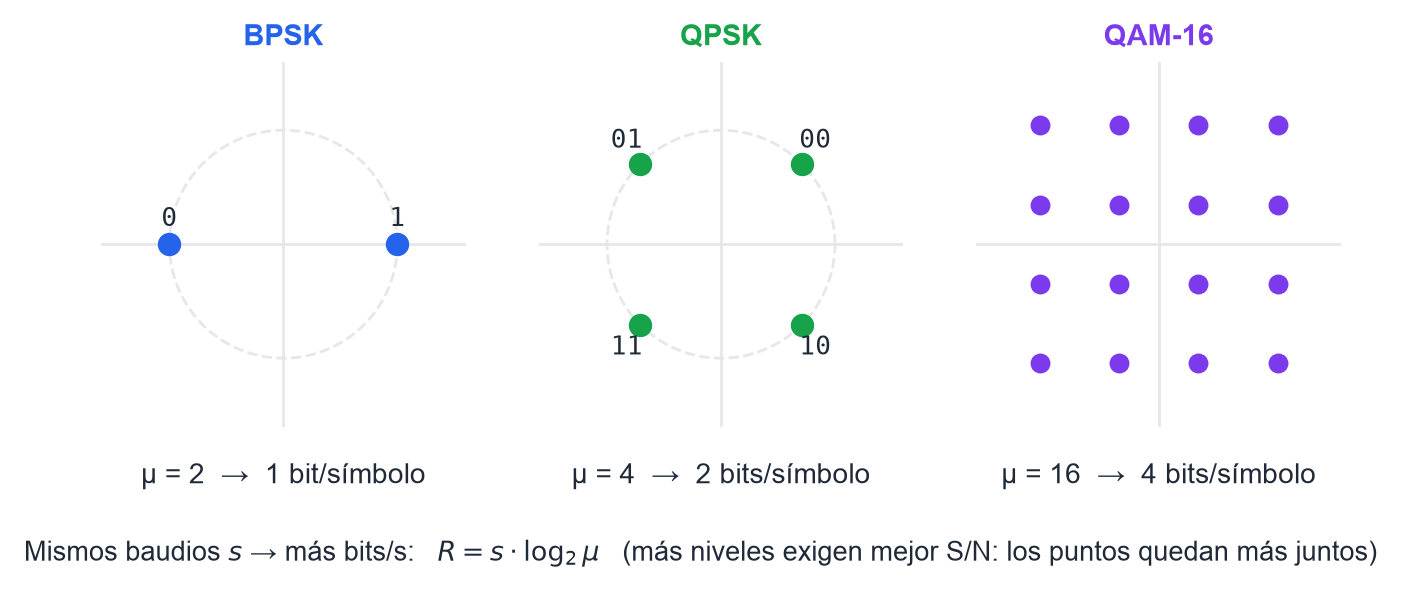 BPSK QPSK QAM-16
01 00
0 1
11 10
μ = 2 → 1 bit/símbolo μ = 4 → 2 bits/símbolo μ = 16 → 4 bits/símbolo
Mismos baudios s → más bits/s: R = s · log₂ μ (más niveles exigen mejor S/N: los puntos quedan más juntos)